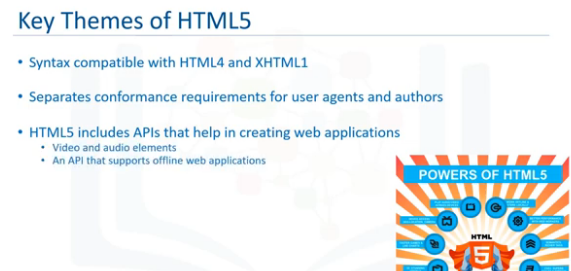 Key Themes of HTML5
• Syntax compatible with HTML4 and XHTML1
• Separates conformance requirements for user agents and authors
• HTML5 includes APIs that help in creating web applications
• Video and audio elements
• An API that supports offline web applications
POWERS OF HTML5
HTML
5